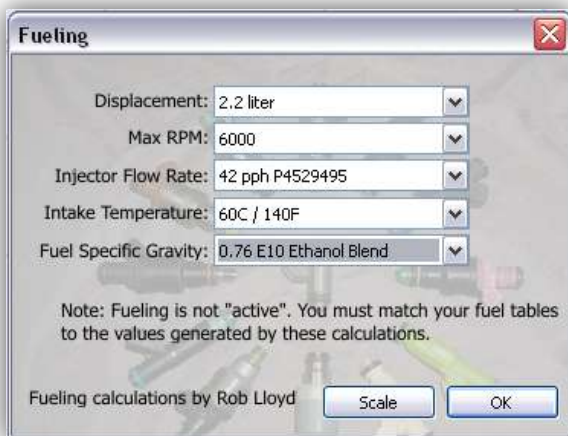 Fueling
Displacement: 2.2 liter
Max RPM: 6000
Injector Flow Rate: 42 pph P4529495
Intake Temperature: 60C / 140F
Fuel Specific Gravity: 0.76 E10 Ethanol Blend
Note: Fueling is not "active". You must match your fuel tables
to the values generated by these calculations.
Fueling calculations by Rob Lloyd Scale OK